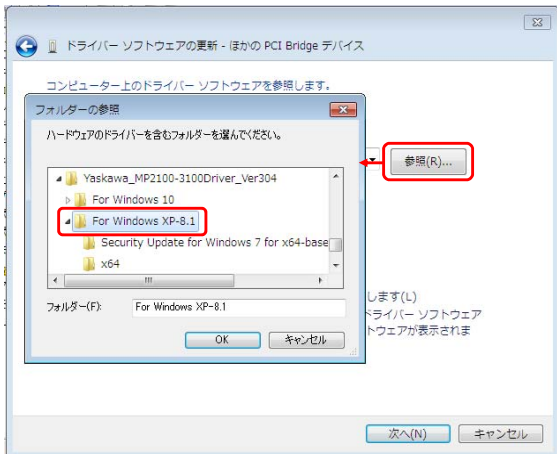 ドライバー ソフトウェアの更新 - ほかの PCI Bridge デバイス
コンピューター上のドライバー ソフトウェアを参照します。
フォルダーの参照
ハードウェアのドライバーを含むフォルダーを選んでください。
参照(R)...
Yaskawa_MP2100-3100Driver_Ver304
For Windows 10
For Windows XP-8.1
Security Update for Windows 7 for x64-base
x64
フォルダー(F):
For Windows XP-8.1
OK
キャンセル
します(L)
ドライバー ソフトウェア
トウェアが表示されま
次へ(N)
キャンセル